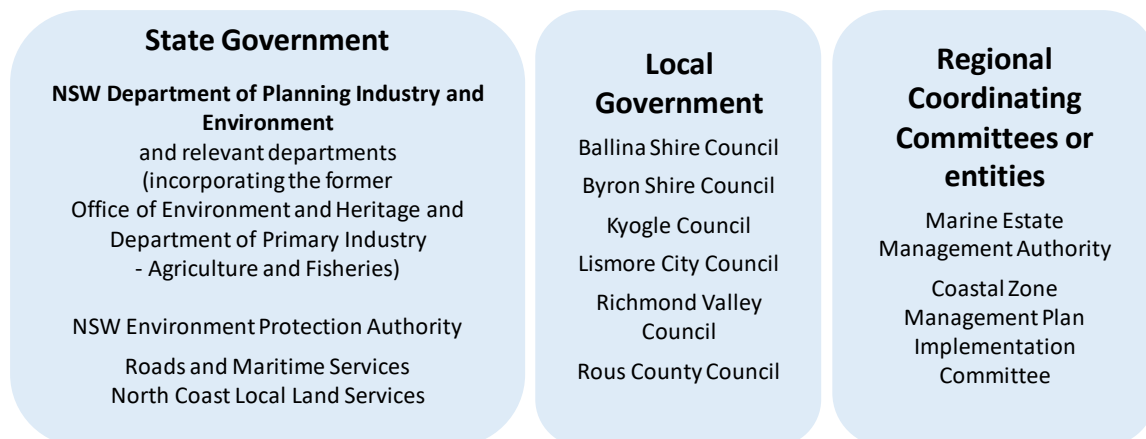 State Government
NSW Department of Planning Industry and
Environment
and relevant departments
(incorporating the former
Office of Environment and Heritage and
Department of Primary Industry
- Agriculture and Fisheries)
NSW Environment Protection Authority
Roads and Maritime Services
North Coast Local Land Services
Local
Government
Ballina Shire Council
Byron Shire Council
Kyogle Council
Lismore City Council
Richmond Valley
Council
Rous County Council
Regional
Coordinating
Committees or
entities
Marine Estate
Management Authority
Coastal Zone
Management Plan
Implementation
Committee